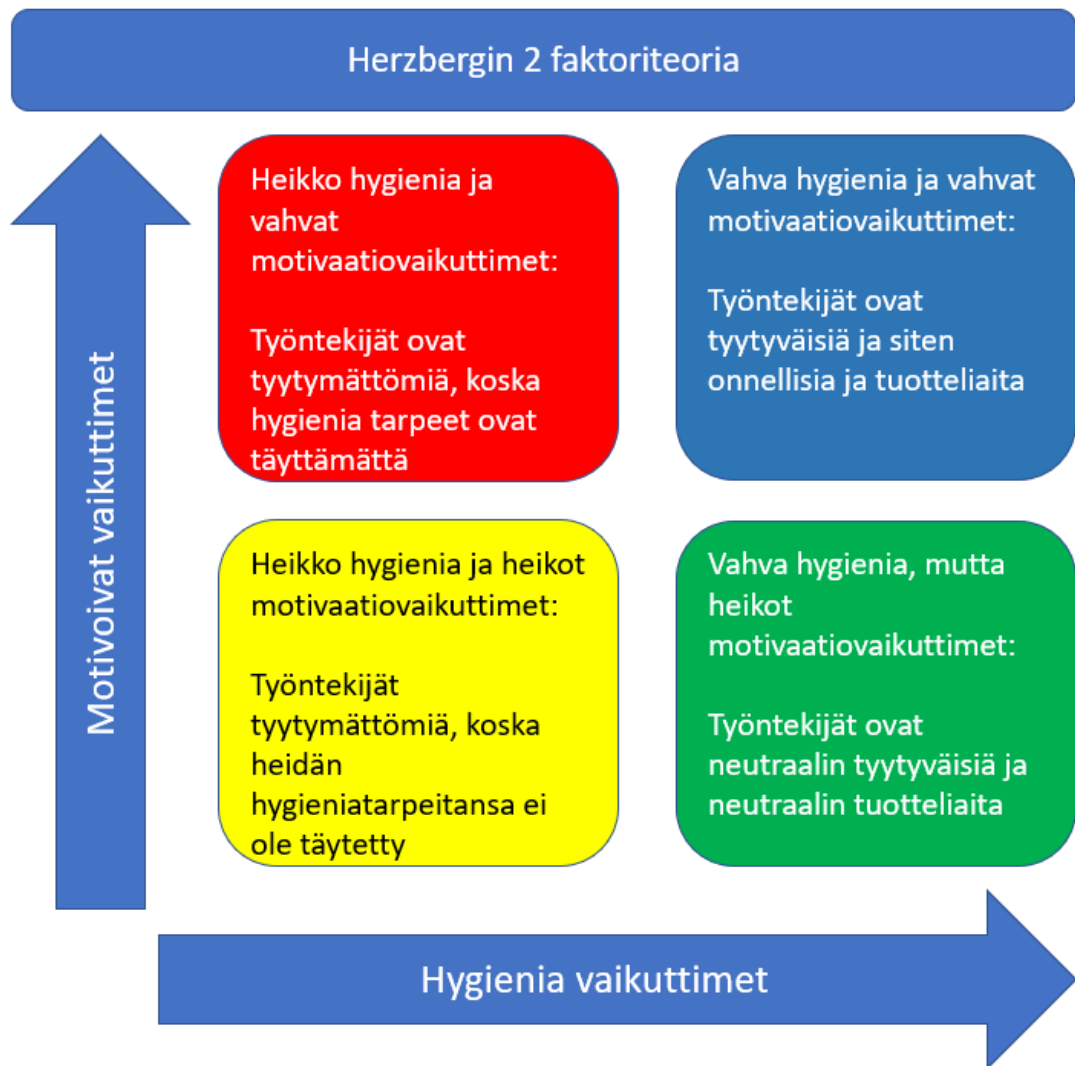 Herzbergin 2 faktoriteoria
Motivoivat vaikuttimet
Heikko hygienia ja
vahvat
motivaatiovaikuttimet:
Työntekijät ovat
tyytymättömiä, koska
hygienia tarpeet ovat
täyttämättä
Vahva hygienia ja vahvat
motivaatiovaikuttimet:
Työntekijät ovat
tyytyväisiä ja siten
onnellisia ja tuotteliaita
Heikko hygienia ja heikot
motivaatiovaikuttimet:
Työntekijät
tyytymättömiä, koska
heidän
hygieniatarpeitansa ei
ole täytetty
Vahva hygienia, mutta
heikot
motivaatiovaikuttimet:
Työntekijät ovat
neutraalin tyytyväisiä ja
neutraalin tuotteliaita
Hygienia vaikuttimet